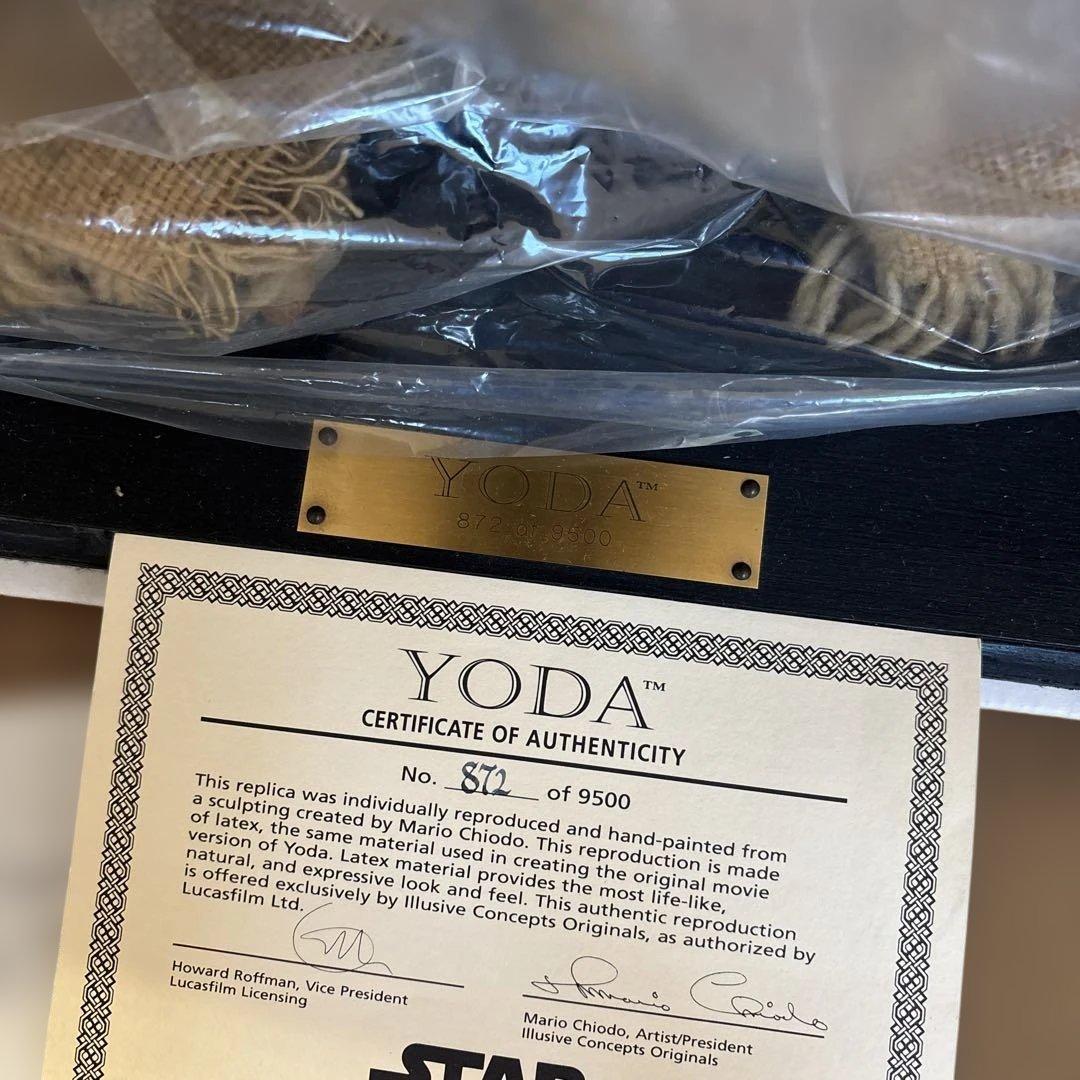 YODA™
872 of 9500
YODA™
CERTIFICATE OF AUTHENTICITY
No. 872 of 9500
This replica was individually reproduced and hand-painted from
a sculpting created by Mario Chiodo. This reproduction is made
of latex, the same material used in creating the original movie
version of Yoda. Latex material provides the most life-like,
natural, and expressive look and feel. This authentic reproduction
is offered exclusively by Illusive Concepts Originals, as authorized by
Lucasfilm Ltd.
Howard Roffman, Vice President
Lucasfilm Licensing
Mario Chiodo
Mario Chiodo, Artist/President
Illusive Concepts Originals
STAR